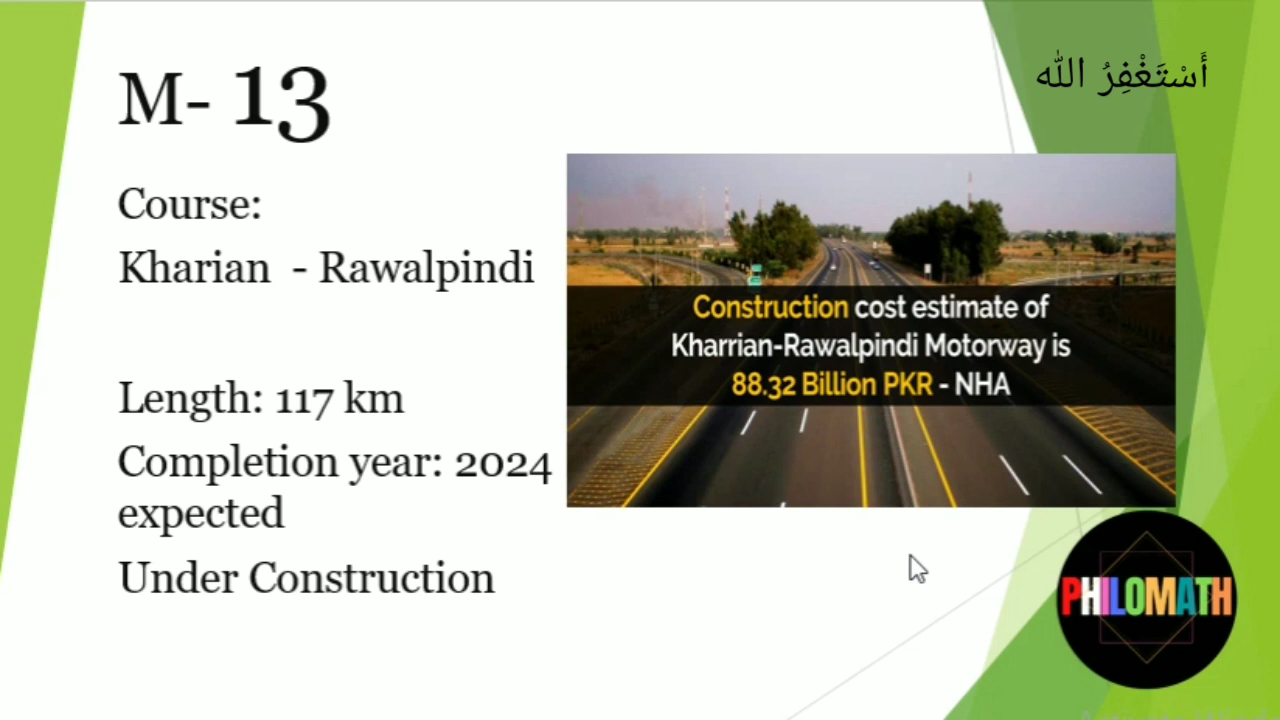 M- 13
أَسْتَغْفِرُ الله
Course:
Kharian - Rawalpindi
Construction cost estimate of
Kharrian-Rawalpindi Motorway is
88.32 Billion PKR - NHA
Length: 117 km
Completion year: 2024
expected
Under Construction
PHILOMATH